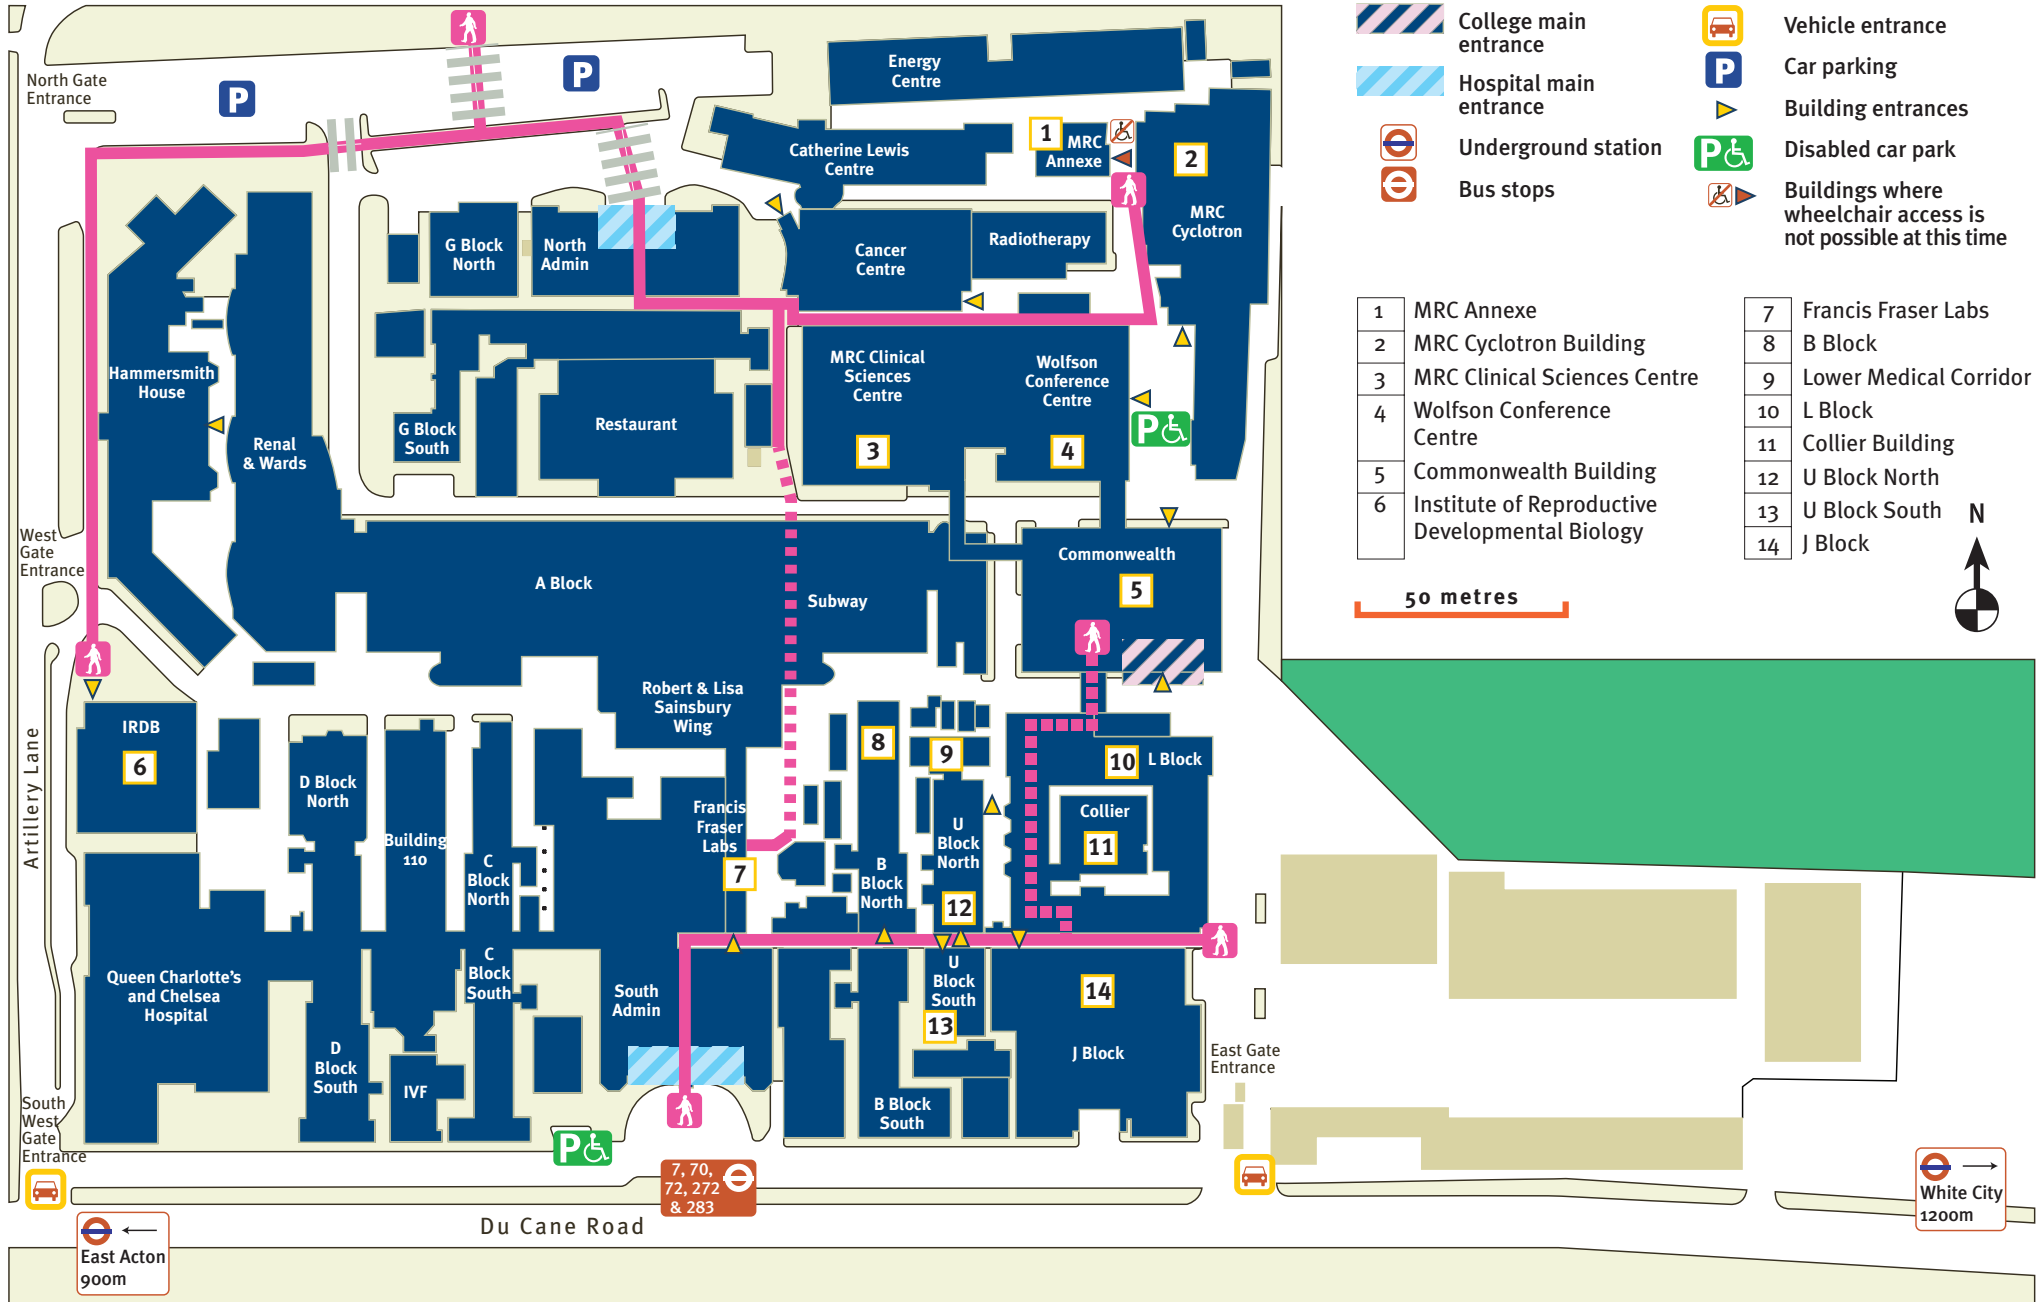 North Gate
Entrance
P
P
Energy
Centre
Catherine Lewis
Centre
1
MRC
Annexe
2
MRC
Cyclotron
G Block
North
North
Admin
Cancer
Centre
Radiotherapy
Hammersmith
House
Renal
& Wards
G Block
South
Restaurant
MRC Clinical
Sciences
Centre
3
Wolfson
Conference
Centre
4
P
West
Gate
Entrance
A Block
Subway
Commonwealth
5
Robert & Lisa
Sainsbury
Wing
IRDB
6
Artillery Lane
D Block
North
Building
110
C
Block
North
Francis
Fraser
Labs
7
8
B
Block
North
9
U
Block
North
12
10
L Block
Collier
11
Queen Charlotte's
and Chelsea
Hospital
D
Block
South
IVF
C
Block
South
South
Admin
U
Block
South
13
B Block
South
14
J Block
East Gate
Entrance
South
West
Gate
Entrance
P
7, 70,
72, 272
& 283
Du Cane Road
East Acton
900m
White City
1200m
College main
entrance
Hospital main
entrance
Underground station
Bus stops
Vehicle entrance
P
Car parking
Building entrances
P
Disabled car park
Buildings where
wheelchair access is
not possible at this time
1 MRC Annexe
2 MRC Cyclotron Building
3 MRC Clinical Sciences Centre
4 Wolfson Conference
Centre
5 Commonwealth Building
6 Institute of Reproductive
Developmental Biology
7 Francis Fraser Labs
8 B Block
9 Lower Medical Corridor
10 L Block
11 Collier Building
12 U Block North
13 U Block South
14 J Block
N
50 metres